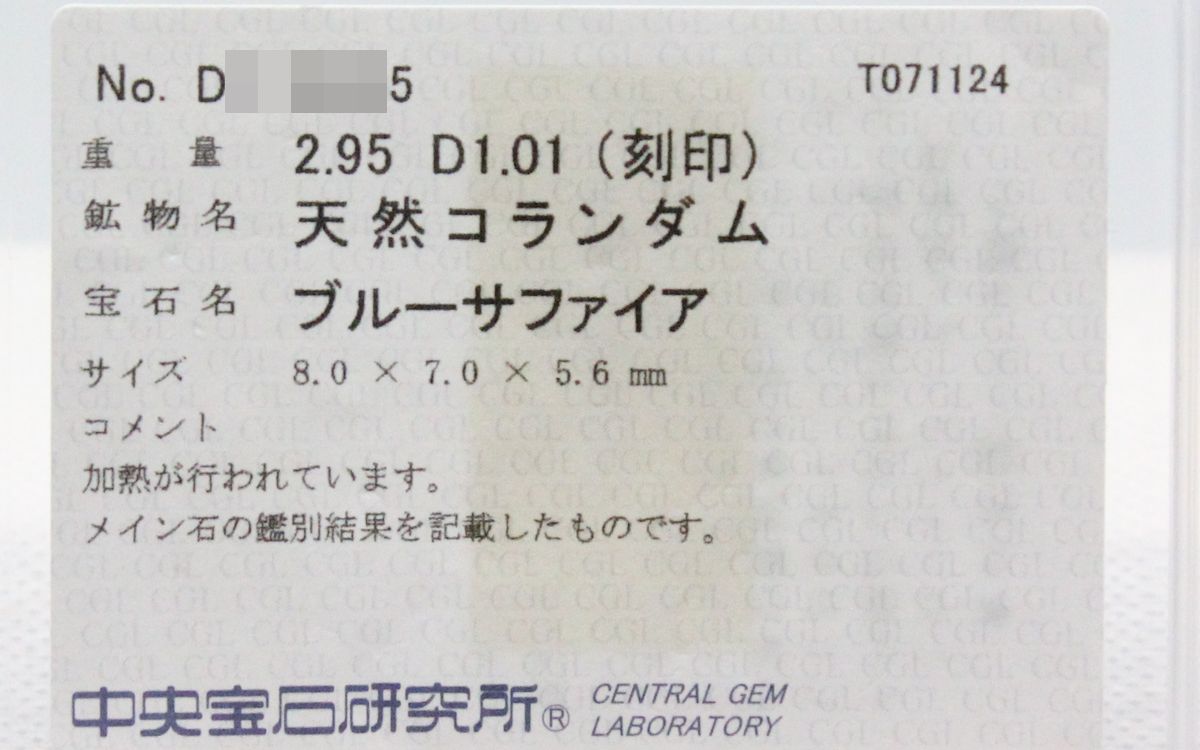 No. D 5 T071124
重量 2.95 D1.01 (刻印)
鉱物名 天然コランダム
宝石名 ブルーサファイア
サイズ 8.0 × 7.0 × 5.6 mm
コメント
加熱が行われています。
メイン石の鑑別結果を記載したものです。
中央宝石研究所® CENTRAL GEM
LABORATORY